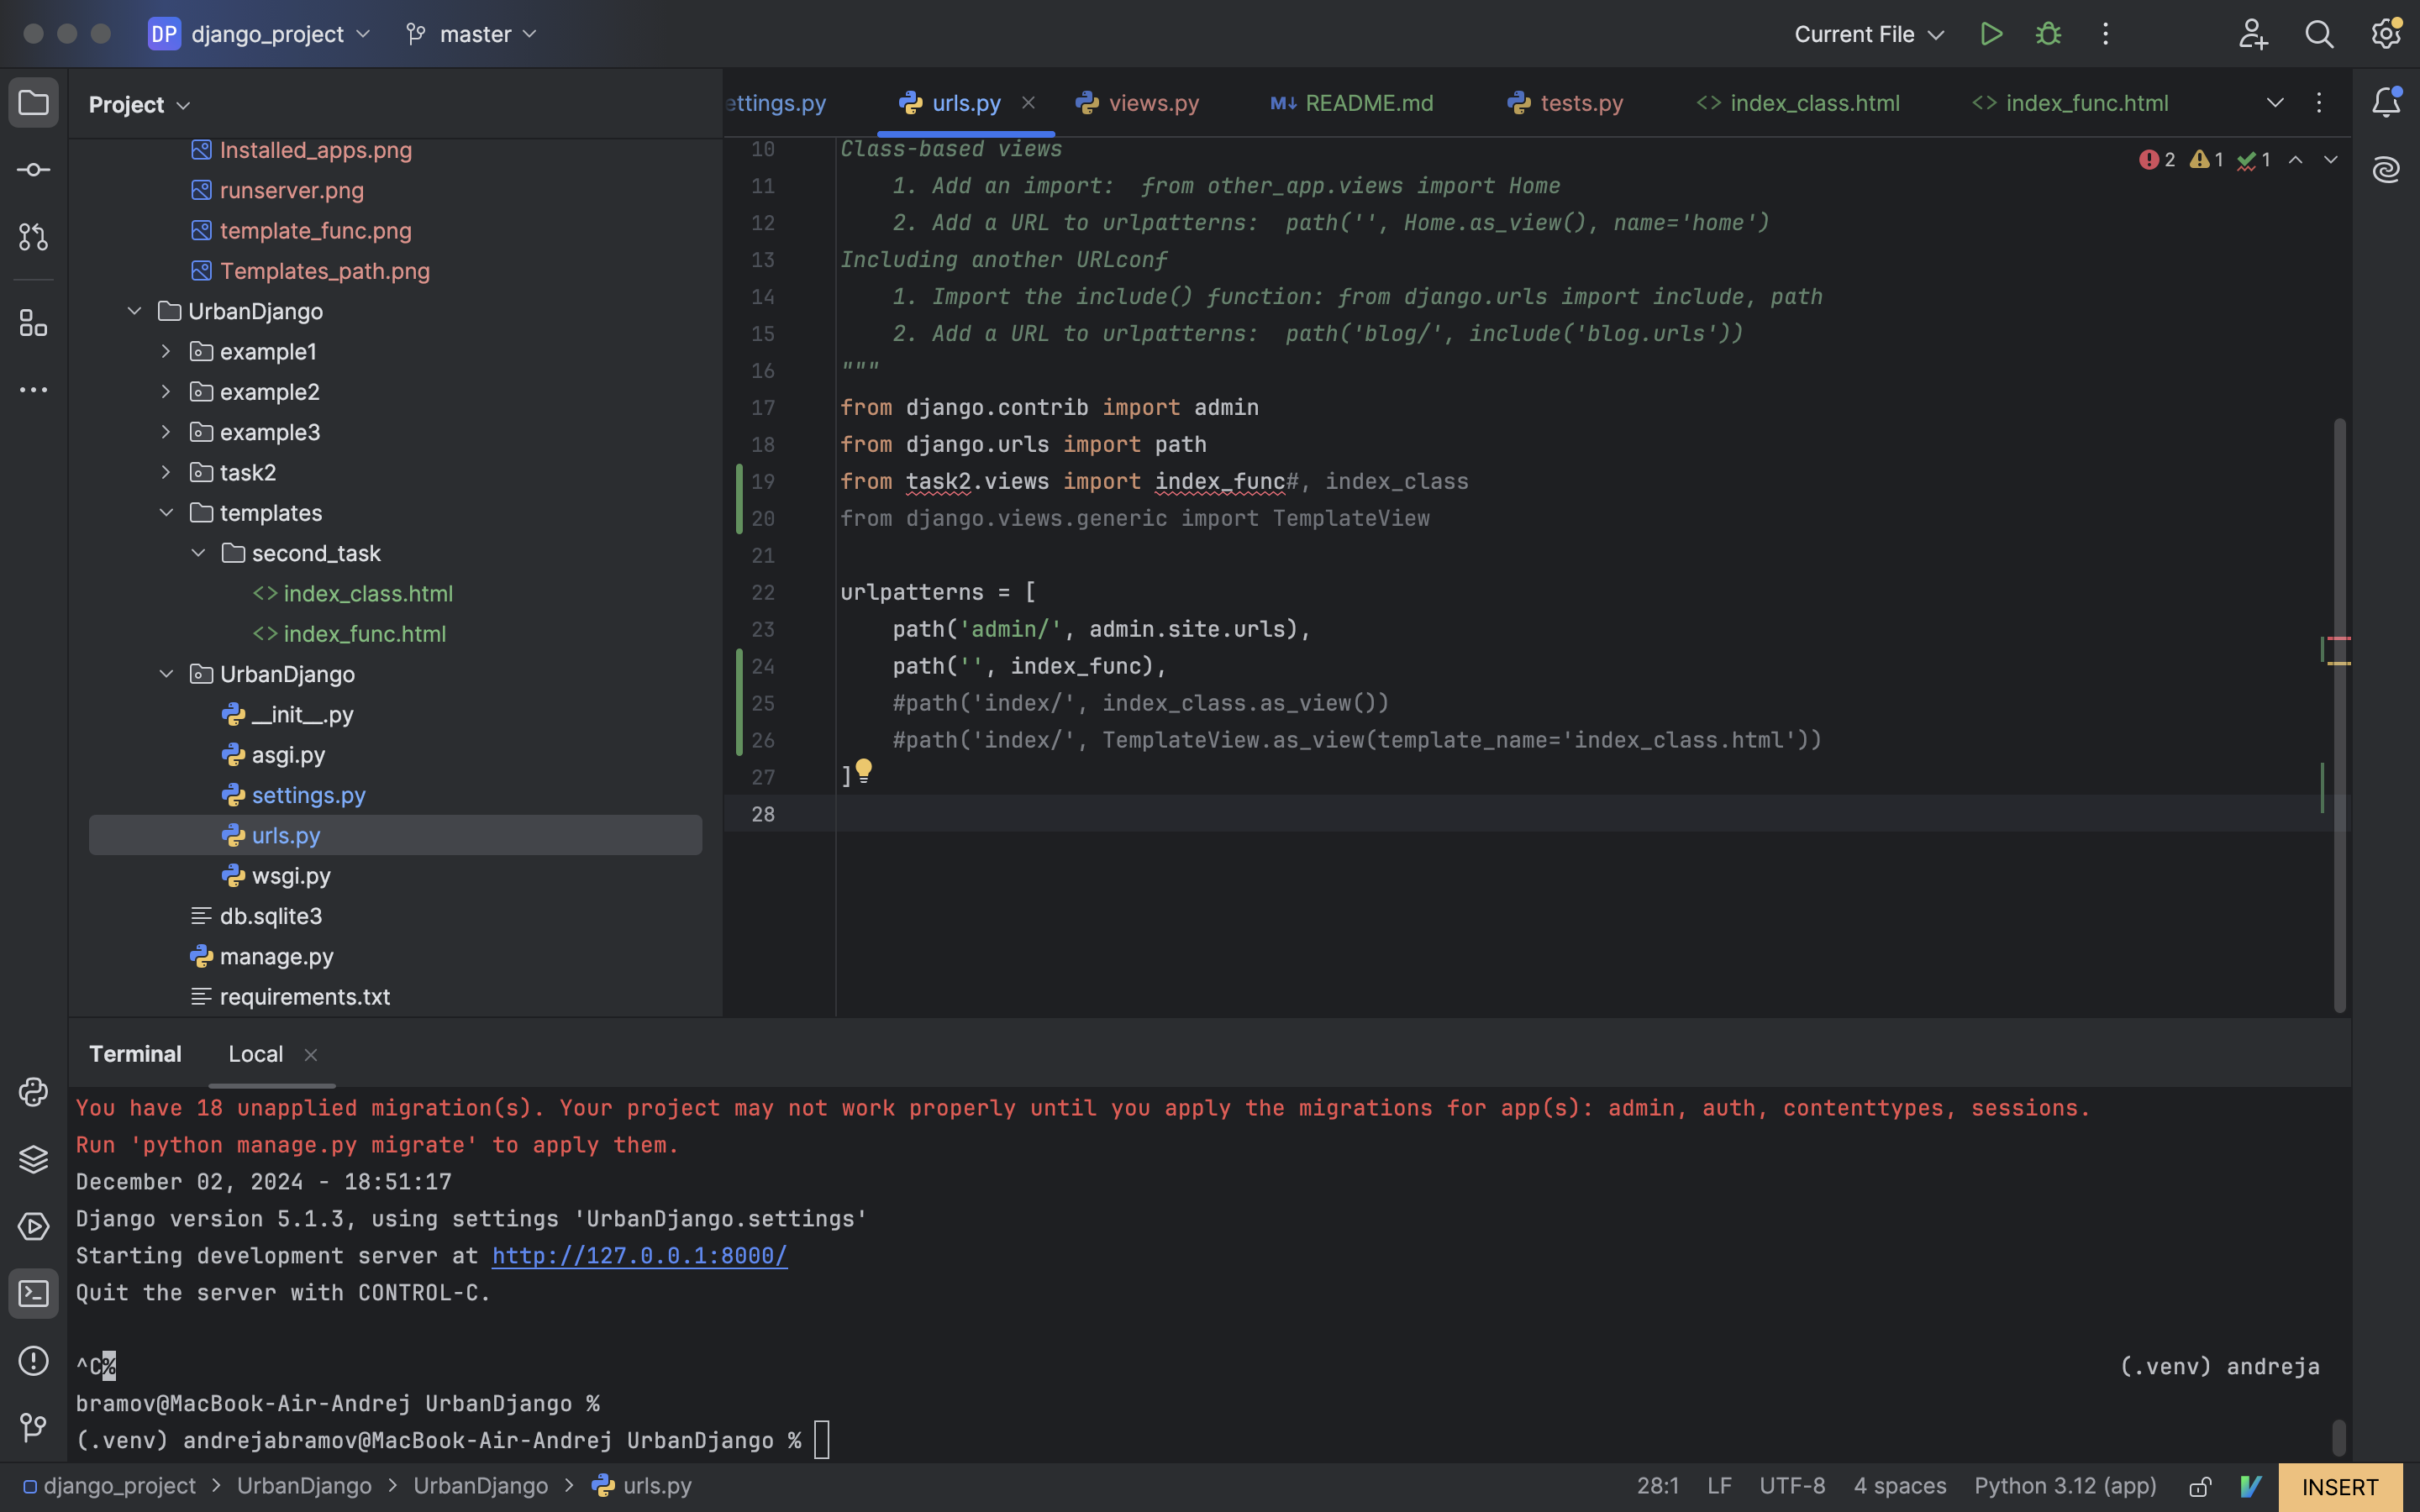 DP django_project master Current File
Project
Installed_apps.png
runserver.png
template_func.png
Templates_path.png
UrbanDjango
example1
example2
example3
task2
templates
second_task
index_class.html
index_func.html
UrbanDjango
__init__.py
asgi.py
settings.py
urls.py
wsgi.py
db.sqlite3
manage.py
requirements.txt
ettings.py urls.py views.py M↓ README.md tests.py <> index_class.html <> index_func.html
2 1 1
10 Class-based views
11     1. Add an import:  from other_app.views import Home
12     2. Add a URL to urlpatterns:  path('', Home.as_view(), name='home')
13 Including another URLconf
14     1. Import the include() function: from django.urls import include, path
15     2. Add a URL to urlpatterns:  path('blog/', include('blog.urls'))
16 """
17 from django.contrib import admin
18 from django.urls import path
19 from task2.views import index_func#, index_class
20 from django.views.generic import TemplateView
21
22 urlpatterns = [
23     path('admin/', admin.site.urls),
24     path('', index_func),
25     #path('index/', index_class.as_view())
26     #path('index/', TemplateView.as_view(template_name='index_class.html'))
27 ]
28
Terminal Local
You have 18 unapplied migration(s). Your project may not work properly until you apply the migrations for app(s): admin, auth, contenttypes, sessions.
Run 'python manage.py migrate' to apply them.
December 02, 2024 - 18:51:17
Django version 5.1.3, using settings 'UrbanDjango.settings'
Starting development server at http://127.0.0.1:8000/
Quit the server with CONTROL-C.
^C% (.venv) andreja
bramov@MacBook-Air-Andrej UrbanDjango %
(.venv) andrejabramov@MacBook-Air-Andrej UrbanDjango %
django_project > UrbanDjango > UrbanDjango > urls.py 28:1 LF UTF-8 4 spaces Python 3.12 (app) INSERT